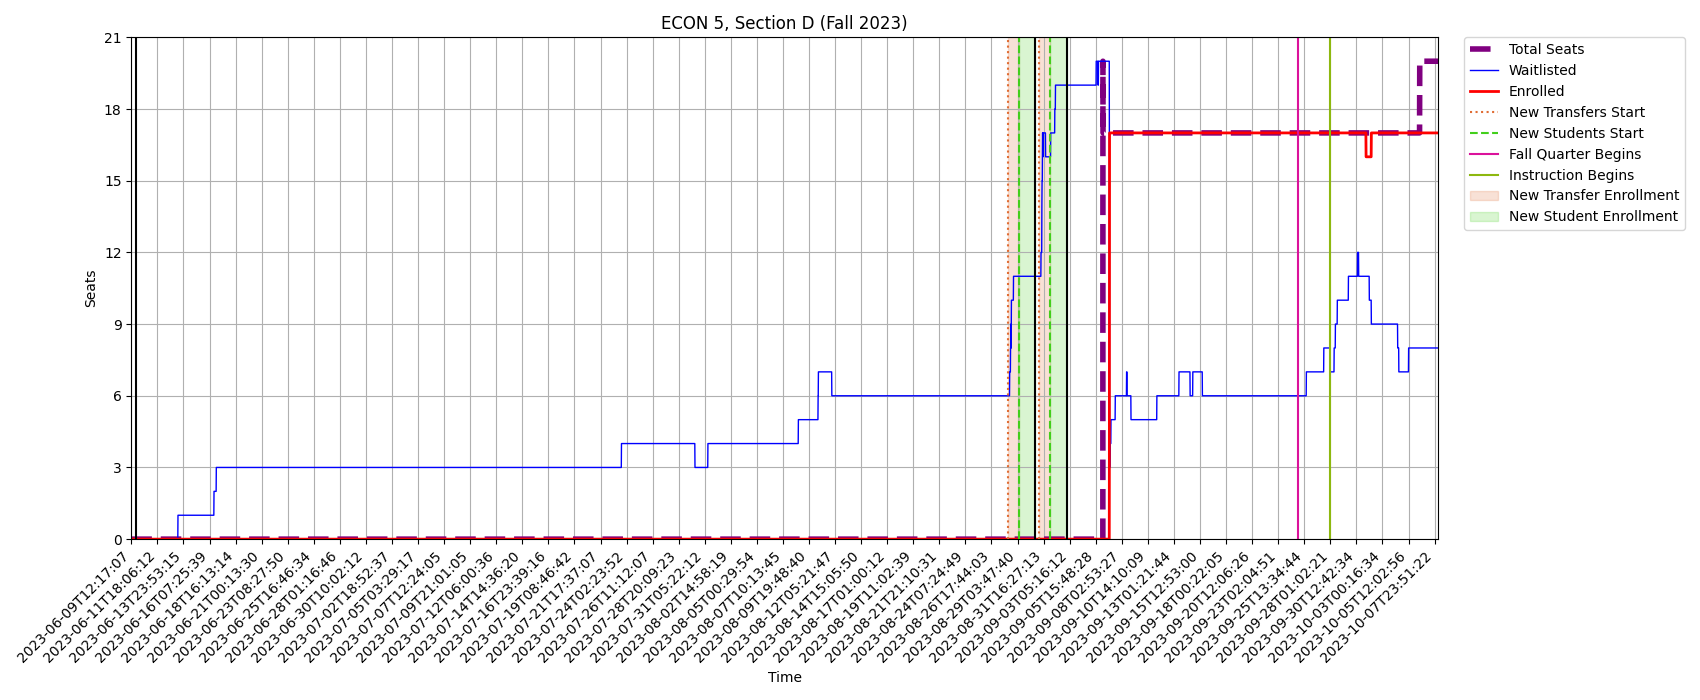 ECON 5, Section D (Fall 2023)
21
18
15
12
9
6
3
0
Seats
Total Seats
Waitlisted
Enrolled
New Transfers Start
New Students Start
Fall Quarter Begins
Instruction Begins
New Transfer Enrollment
New Student Enrollment
2023-06-09T12:17:07
2023-06-11T18:06:12
2023-06-13T23:53:15
2023-06-16T07:25:39
2023-06-18T16:13:14
2023-06-21T00:13:30
2023-06-23T08:27:50
2023-06-25T16:46:34
2023-06-28T01:16:46
2023-06-30T10:02:12
2023-07-02T18:52:37
2023-07-05T03:29:17
2023-07-07T12:24:05
2023-07-09T21:01:05
2023-07-12T06:00:36
2023-07-14T14:36:20
2023-07-16T23:39:16
2023-07-19T08:46:42
2023-07-21T17:37:07
2023-07-24T02:23:52
2023-07-26T11:12:07
2023-07-28T20:09:23
2023-07-31T05:22:12
2023-08-02T14:58:19
2023-08-05T00:29:54
2023-08-07T10:13:45
2023-08-09T19:48:40
2023-08-12T05:21:47
2023-08-14T15:05:50
2023-08-17T01:00:12
2023-08-19T11:02:39
2023-08-21T21:10:31
2023-08-24T07:24:49
2023-08-26T17:44:03
2023-08-29T03:47:40
2023-08-31T16:27:13
2023-09-03T05:16:12
2023-09-05T15:48:28
2023-09-08T02:53:27
2023-09-10T14:10:09
2023-09-13T01:21:44
2023-09-15T12:53:00
2023-09-18T00:22:05
2023-09-20T12:06:26
2023-09-23T02:04:51
2023-09-25T13:34:44
2023-09-28T01:02:21
2023-09-30T12:42:34
2023-10-03T00:16:34
2023-10-05T12:02:56
2023-10-07T23:51:22
Time